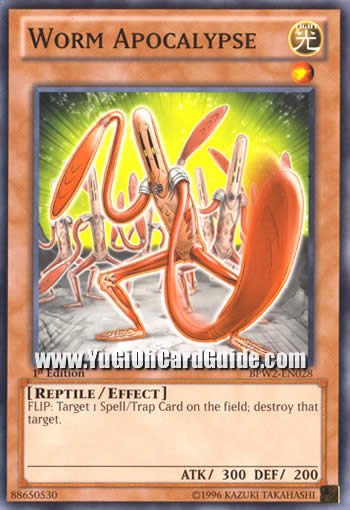 WORM APOCALYPSE
LIGHT
光
www.YuGiOhCardGuide.com
1st Edition
BPW2-EN028
[REPTILE/EFFECT]
FLIP: Target 1 Spell/Trap Card on the field; destroy that
target.
ATK/ 300 DEF/ 200
88650530
©1996 KAZUKI TAKAHASHI